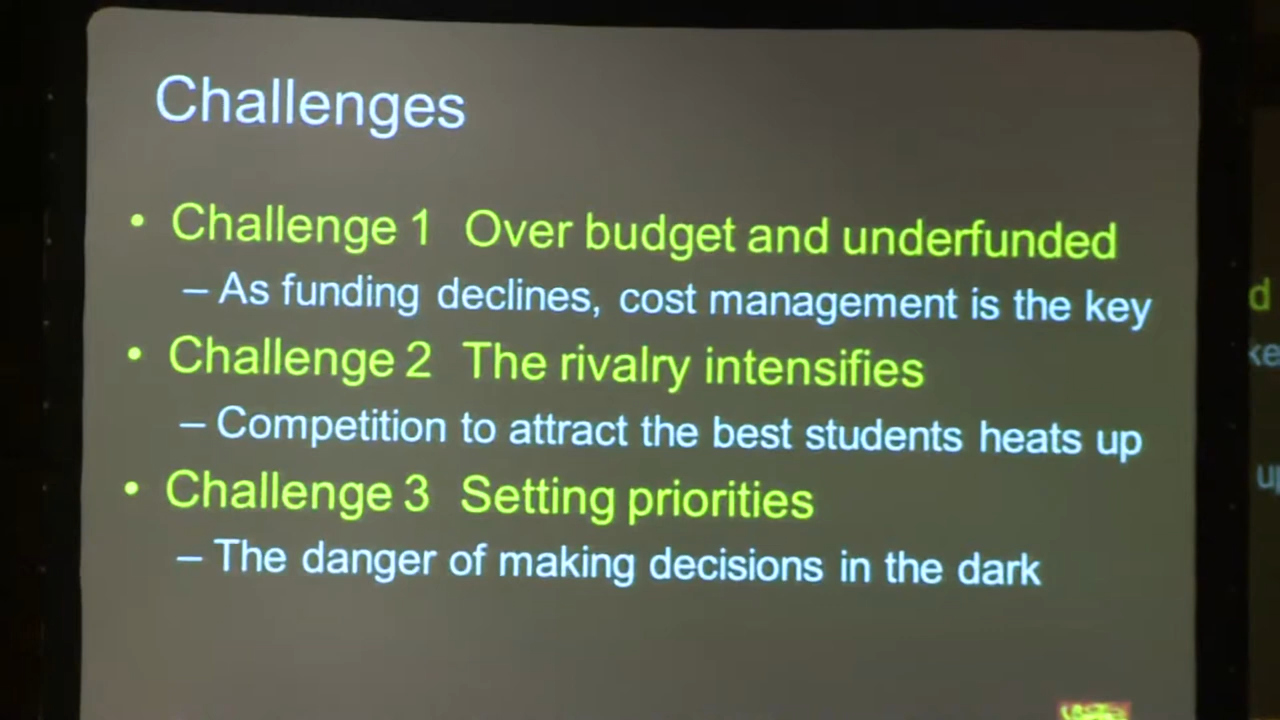 Challenges
• Challenge 1 Over budget and underfunded
– As funding declines, cost management is the key
• Challenge 2 The rivalry intensifies
– Competition to attract the best students heats up
• Challenge 3 Setting priorities
– The danger of making decisions in the dark